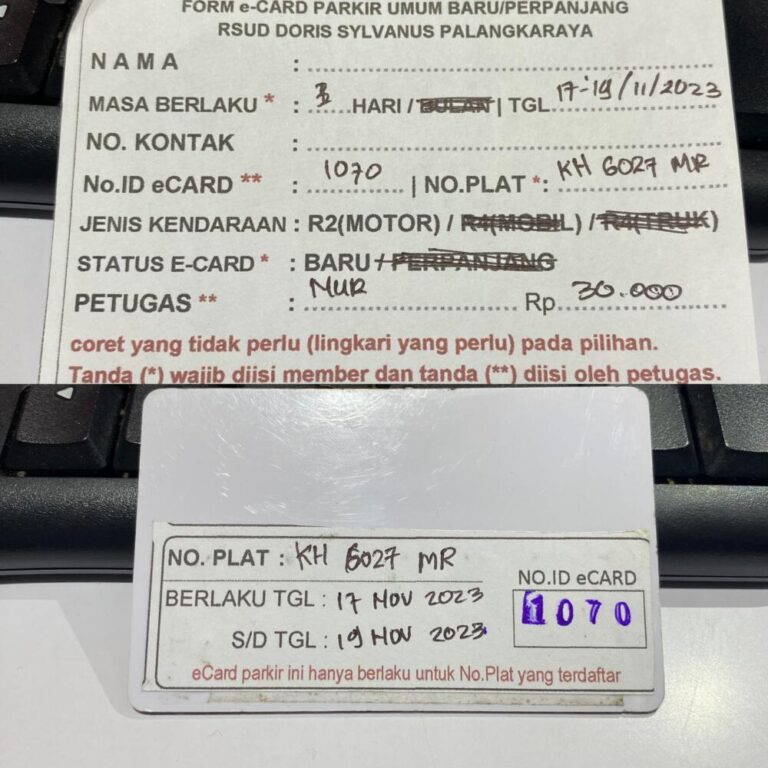 FORM e-CARD PARKIR UMUM BARU/PERPANJANG
RSUD DORIS SYLVANUS PALANGKARAYA
NAMA :
MASA BERLAKU * : HARI / BULAN | TGL. 17-19/11/2023
NO. KONTAK :
No.ID eCARD ** : 1070 | NO.PLAT *: KH 6027 MR
JENIS KENDARAAN : R2(MOTOR) / R4(MOBIL) / R4(TRUK)
STATUS E-CARD * : BARU / PERPANJANG
PETUGAS ** : MUR Rp. 30.000
coret yang tidak perlu (lingkari yang perlu) pada pilihan.
Tanda (*) wajib diisi member dan tanda (**) diisi oleh petugas.
NO. PLAT : KH 6027 MR
BERLAKU TGL : 17 NOV 2023
S/D TGL : 19 NOV 2023
NO.ID eCARD
1070
eCard parkir ini hanya berlaku untuk No.Plat yang terdaftar